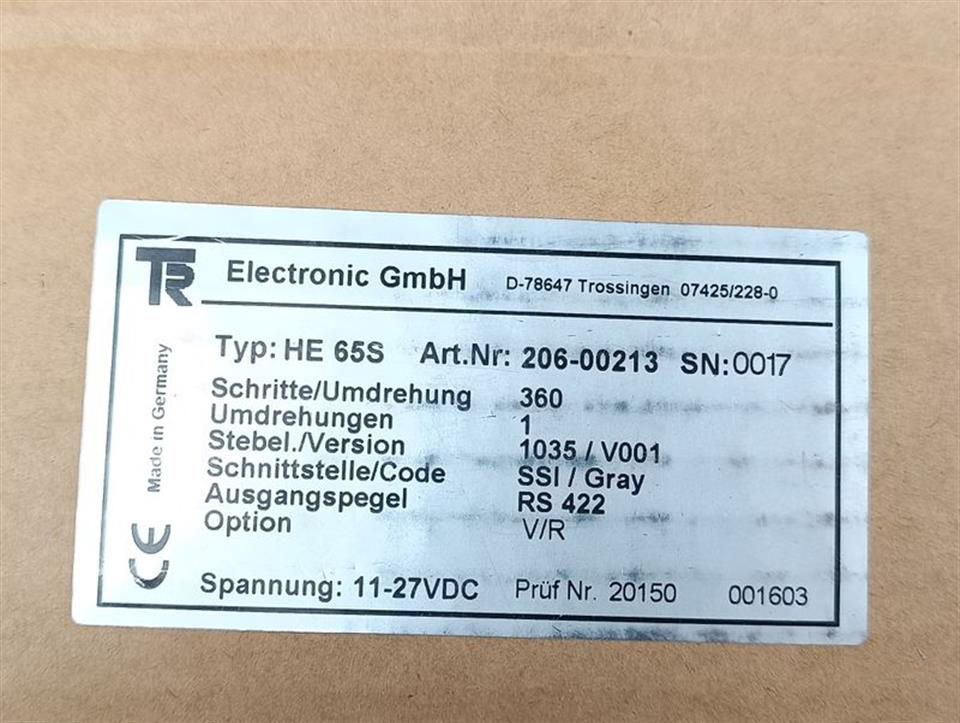 TR Electronic GmbH D-78647 Trossingen 07425/228-0
Typ: HE 65S Art.Nr: 206-00213 SN: 0017
Schritte/Umdrehung 360
Umdrehungen 1
Stebel./Version 1035 / V001
Schnittstelle/Code SSI / Gray
Ausgangspegel RS 422
Option V/R
Spannung: 11-27VDC Prüf Nr. 20150 001603
Made in Germany
CE